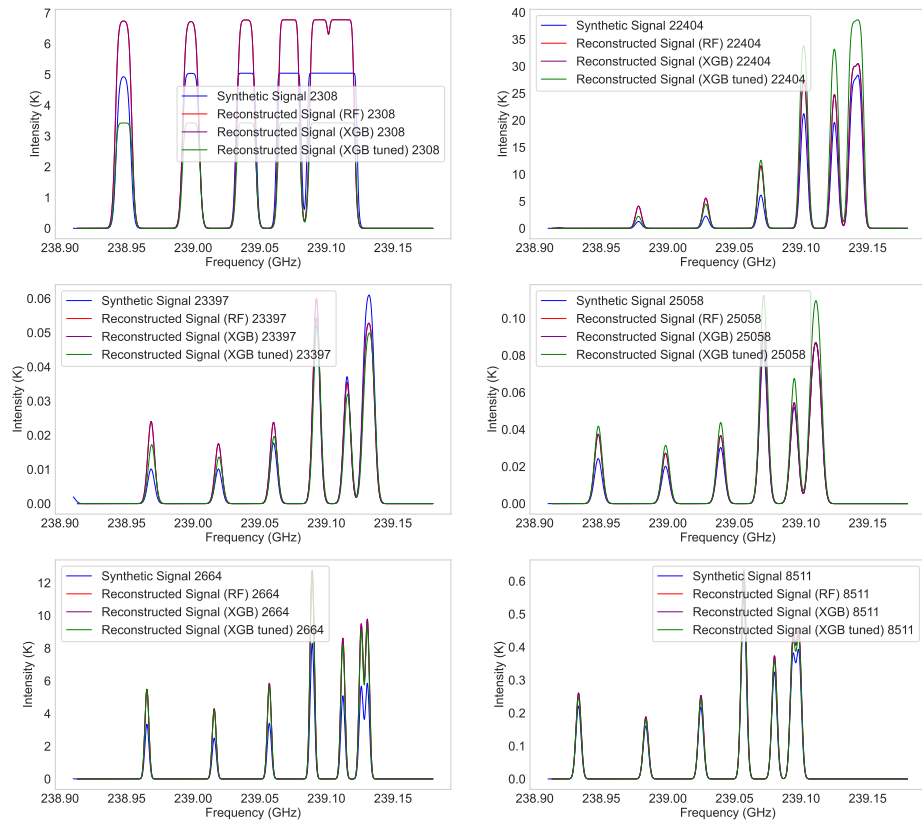 7
6
5
4
3
2
1
0
Intensity (K)
Synthetic Signal 2308
Reconstructed Signal (RF) 2308
Reconstructed Signal (XGB) 2308
Reconstructed Signal (XGB tuned) 2308
238.90 238.95 239.00 239.05 239.10 239.15
Frequency (GHz)
40
35
30
25
20
15
10
5
0
Intensity (K)
Synthetic Signal 22404
Reconstructed Signal (RF) 22404
Reconstructed Signal (XGB) 22404
Reconstructed Signal (XGB tuned) 22404
238.90 238.95 239.00 239.05 239.10 239.15
Frequency (GHz)
0.06
0.05
0.04
0.03
0.02
0.01
0.00
Intensity (K)
Synthetic Signal 23397
Reconstructed Signal (RF) 23397
Reconstructed Signal (XGB) 23397
Reconstructed Signal (XGB tuned) 23397
238.90 238.95 239.00 239.05 239.10 239.15
Frequency (GHz)
0.10
0.08
0.06
0.04
0.02
0.00
Intensity (K)
Synthetic Signal 25058
Reconstructed Signal (RF) 25058
Reconstructed Signal (XGB) 25058
Reconstructed Signal (XGB tuned) 25058
238.90 238.95 239.00 239.05 239.10 239.15
Frequency (GHz)
12
10
8
6
4
2
0
Intensity (K)
Synthetic Signal 2664
Reconstructed Signal (RF) 2664
Reconstructed Signal (XGB) 2664
Reconstructed Signal (XGB tuned) 2664
238.90 238.95 239.00 239.05 239.10 239.15
Frequency (GHz)
0.6
0.5
0.4
0.3
0.2
0.1
0.0
Intensity (K)
Synthetic Signal 8511
Reconstructed Signal (RF) 8511
Reconstructed Signal (XGB) 8511
Reconstructed Signal (XGB tuned) 8511
238.90 238.95 239.00 239.05 239.10 239.15
Frequency (GHz)